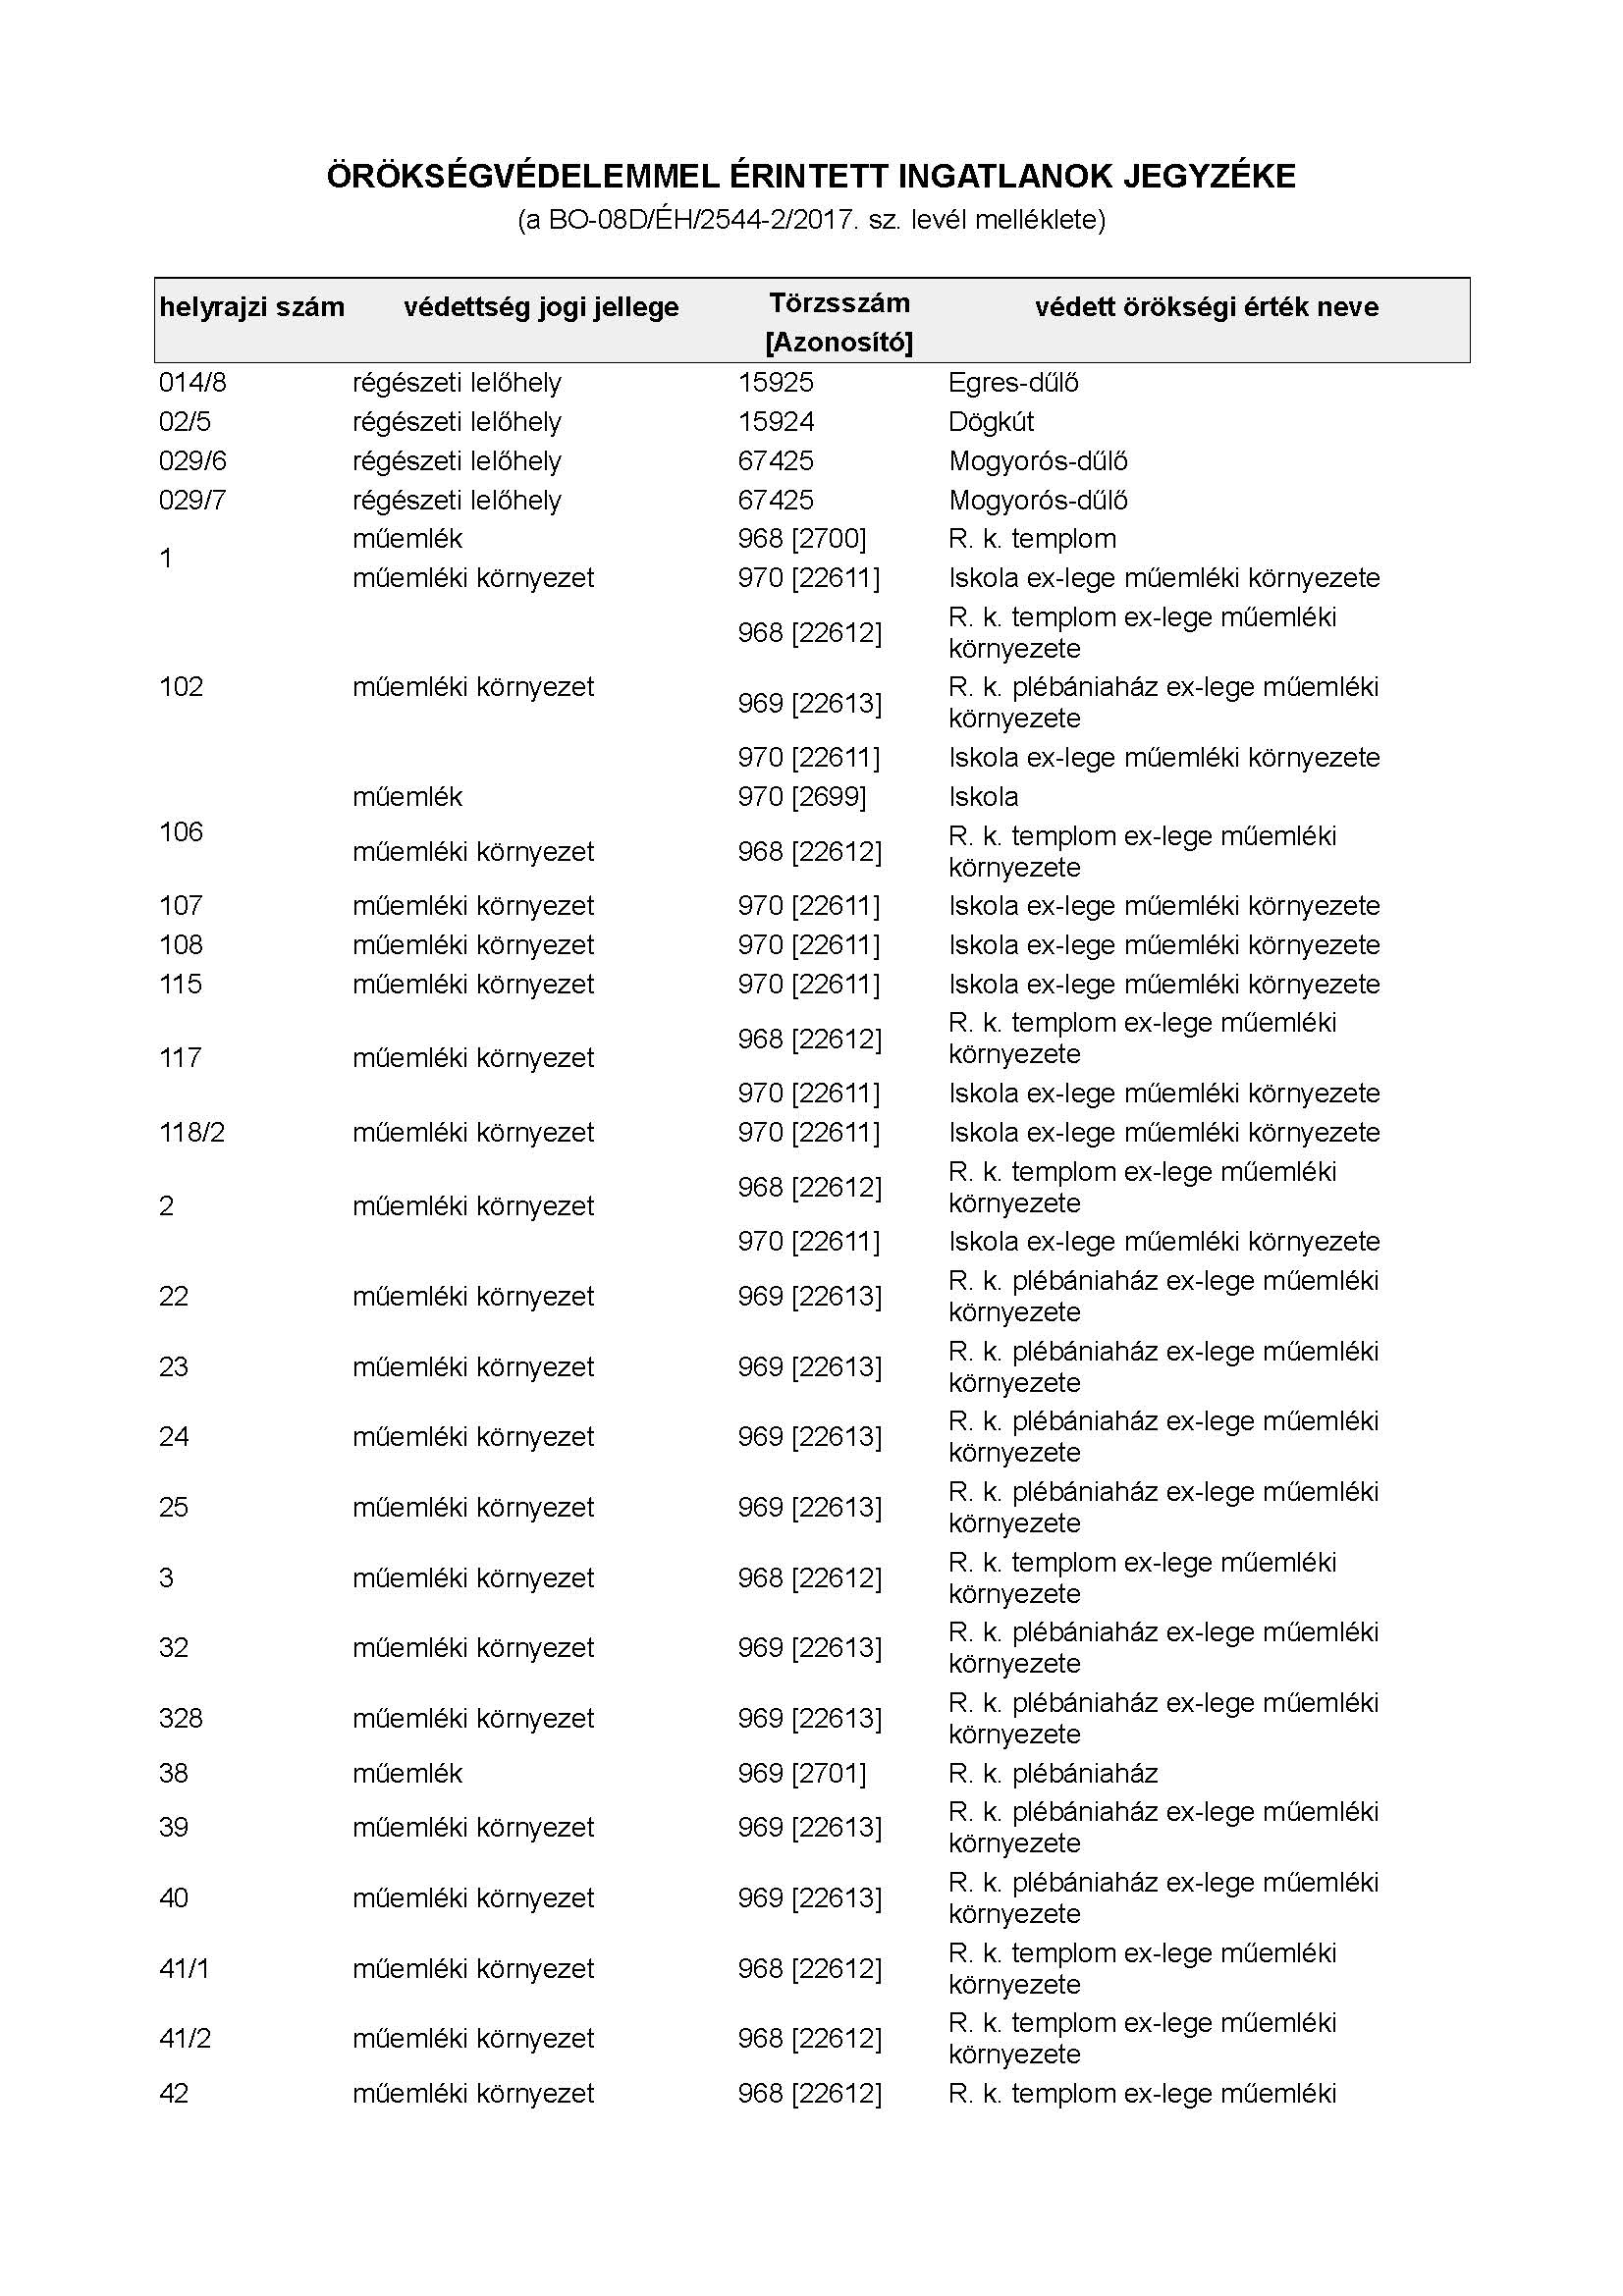 ÖRÖKSÉGVÉDELEMMEL ÉRINTETT INGATLANOK JEGYZÉKE
(a BO-08D/ÉH/2544-2/2017. sz. levél melléklete)
helyrajzi szám védettség jogi jellege Törzsszám [Azonosító] védett örökségi érték neve
014/8 régészeti lelőhely 15925 Egres-dűlő
02/5 régészeti lelőhely 15924 Dögkút
029/6 régészeti lelőhely 67425 Mogyorós-dűlő
029/7 régészeti lelőhely 67425 Mogyorós-dűlő
1 műemlék 968 [2700] R. k. templom
műemléki környezet 970 [22611] Iskola ex-lege műemléki környezete
968 [22612] R. k. templom ex-lege műemléki
környezete
102 műemléki környezet 969 [22613] R. k. plébániaház ex-lege műemléki
környezete
970 [22611] Iskola ex-lege műemléki környezete
műemlék 970 [2699] Iskola
106 műemléki környezet 968 [22612] R. k. templom ex-lege műemléki
környezete
107 műemléki környezet 970 [22611] Iskola ex-lege műemléki környezete
108 műemléki környezet 970 [22611] Iskola ex-lege műemléki környezete
115 műemléki környezet 970 [22611] Iskola ex-lege műemléki környezete
117 műemléki környezet 968 [22612] R. k. templom ex-lege műemléki
környezete
970 [22611] Iskola ex-lege műemléki környezete
118/2 műemléki környezet 970 [22611] Iskola ex-lege műemléki környezete
2 műemléki környezet 968 [22612] R. k. templom ex-lege műemléki
környezete
970 [22611] Iskola ex-lege műemléki környezete
22 műemléki környezet 969 [22613] R. k. plébániaház ex-lege műemléki
környezete
23 műemléki környezet 969 [22613] R. k. plébániaház ex-lege műemléki
környezete
24 műemléki környezet 969 [22613] R. k. plébániaház ex-lege műemléki
környezete
25 műemléki környezet 969 [22613] R. k. plébániaház ex-lege műemléki
környezete
3 műemléki környezet 968 [22612] R. k. templom ex-lege műemléki
környezete
32 műemléki környezet 969 [22613] R. k. plébániaház ex-lege műemléki
környezete
328 műemléki környezet 969 [22613] R. k. plébániaház ex-lege műemléki
környezete
38 műemlék 969 [2701] R. k. plébániaház
39 műemléki környezet 969 [22613] R. k. plébániaház ex-lege műemléki
környezete
40 műemléki környezet 969 [22613] R. k. plébániaház ex-lege műemléki
környezete
41/1 műemléki környezet 968 [22612] R. k. templom ex-lege műemléki
környezete
41/2 műemléki környezet 968 [22612] R. k. templom ex-lege műemléki
környezete
42 műemléki környezet 968 [22612] R. k. templom ex-lege műemléki